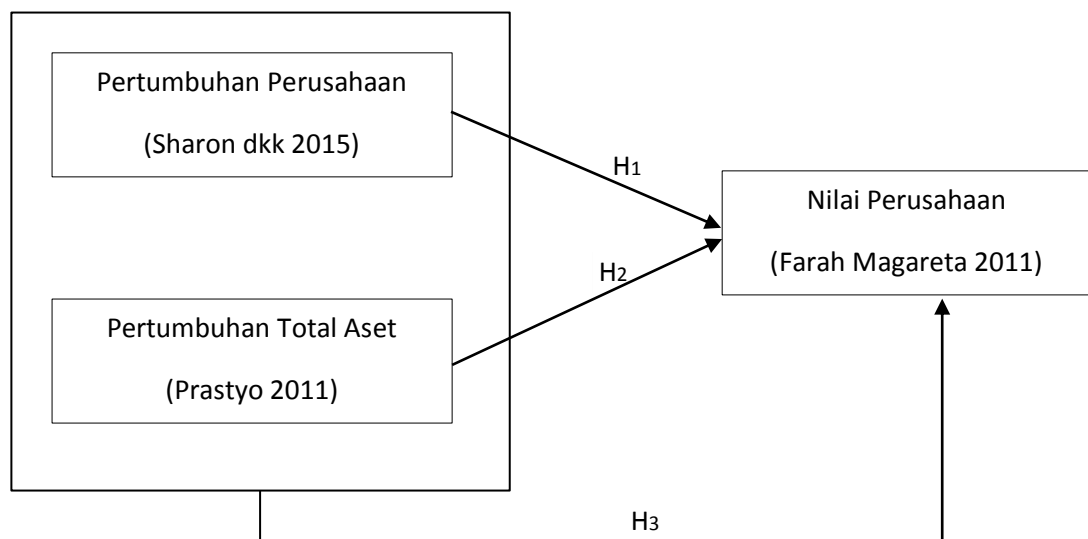 Pertumbuhan Perusahaan
(Sharon dkk 2015)
H1
Nilai Perusahaan
(Farah Magareta 2011)
H2
Pertumbuhan Total Aset
(Prastyo 2011)
H3